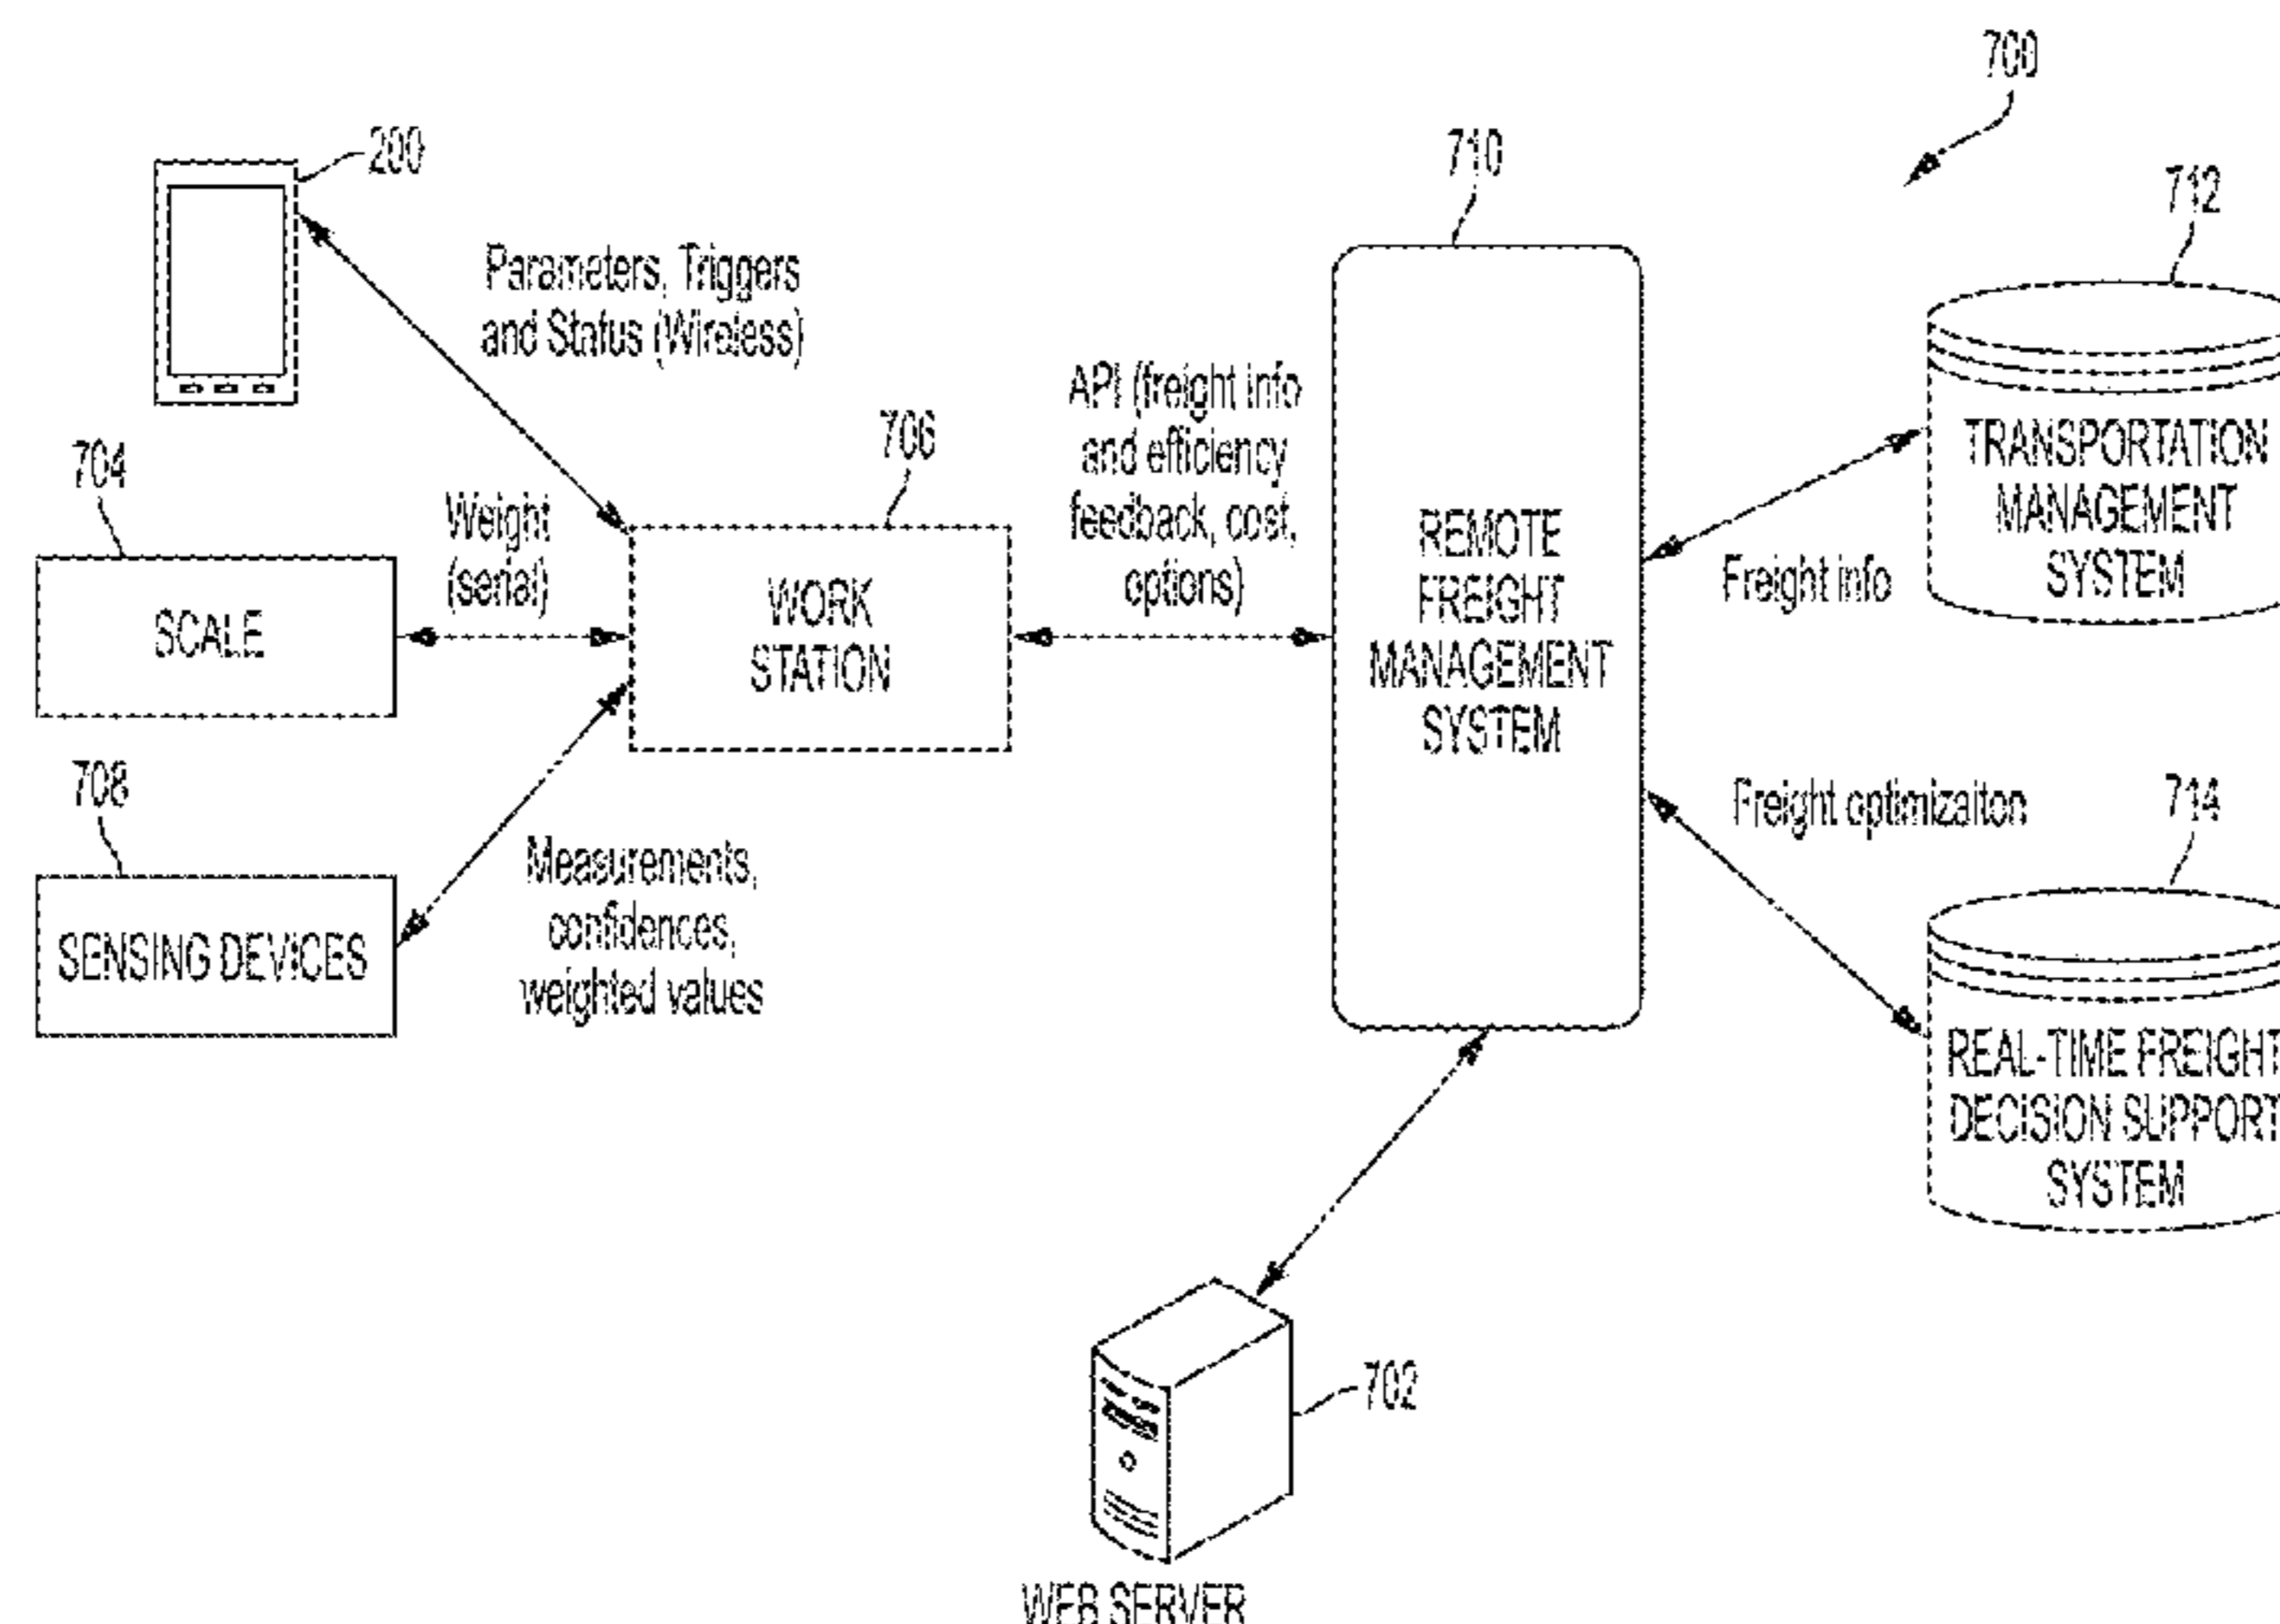 700
200
710
712
Parameters, Triggers
and Status (Wireless)
704
706
Weight
(serial)
API (freight info
and efficiency
feedback, cost,
options)
SCALE
WORK
STATION
REMOTE
FREIGHT
MANAGEMENT
SYSTEM
Freight info
TRANSPORTATION
MANAGEMENT
SYSTEM
708
SENSING DEVICES
Measurements,
confidences,
weighted values
Freight optimizaiton
714
REAL-TIME FREIGHT
DECISION SUPPORT
SYSTEM
702
WEB SERVER